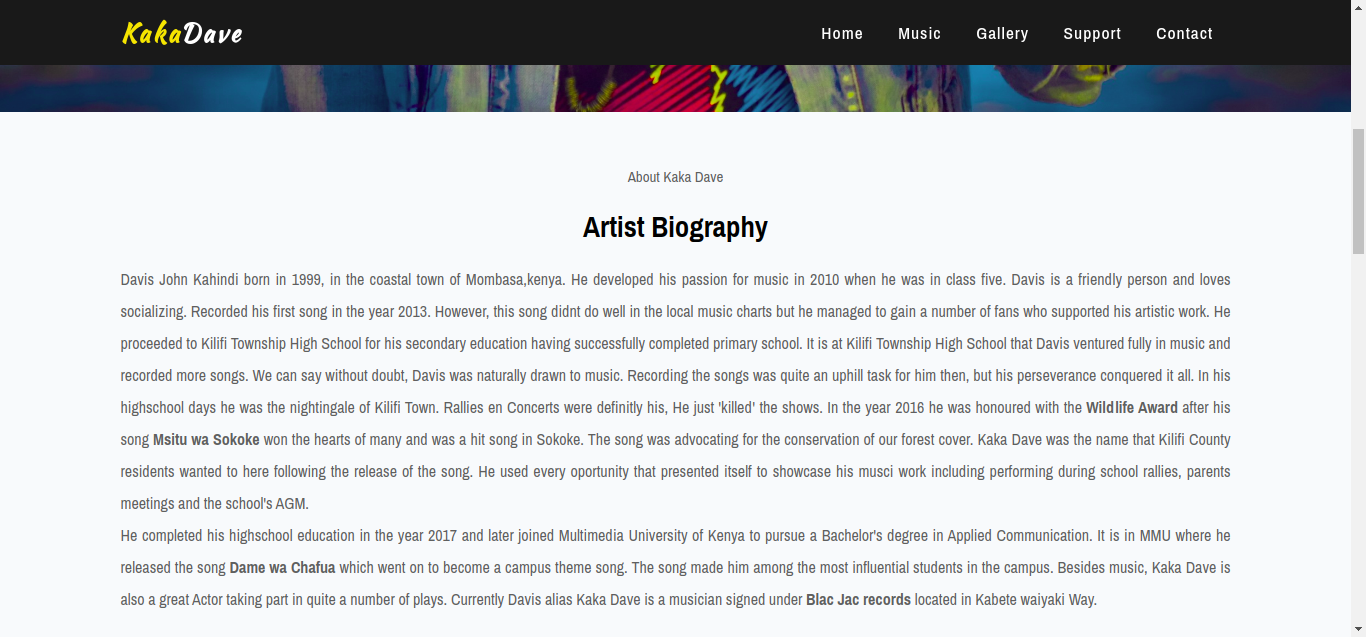 KakaDave
Home Music Gallery Support Contact
About Kaka Dave
Artist Biography
Davis John Kahindi born in 1999, in the coastal town of Mombasa,kenya. He developed his passion for music in 2010 when he was in class five. Davis is a friendly person and loves
socializing. Recorded his first song in the year 2013. However, this song didnt do well in the local music charts but he managed to gain a number of fans who supported his artistic work. He
proceeded to Kilifi Township High School for his secondary education having successfully completed primary school. It is at Kilifi Township High School that Davis ventured fully in music and
recorded more songs. We can say without doubt, Davis was naturally drawn to music. Recording the songs was quite an uphill task for him then, but his perseverance conquered it all. In his
highschool days he was the nightingale of Kilifi Town. Rallies en Concerts were definitly his, He just 'killed' the shows. In the year 2016 he was honoured with the Wildlife Award after his
song Msitu wa Sokoke won the hearts of many and was a hit song in Sokoke. The song was advocating for the conservation of our forest cover. Kaka Dave was the name that Kilifi County
residents wanted to here following the release of the song. He used every oportunity that presented itself to showcase his musci work including performing during school rallies, parents
meetings and the school's AGM.
He completed his highschool education in the year 2017 and later joined Multimedia University of Kenya to pursue a Bachelor's degree in Applied Communication. It is in MMU where he
released the song Dame wa Chafua which went on to become a campus theme song. The song made him among the most influential students in the campus. Besides music, Kaka Dave is
also a great Actor taking part in quite a number of plays. Currently Davis alias Kaka Dave is a musician signed under Blac Jac records located in Kabete waiyaki Way.